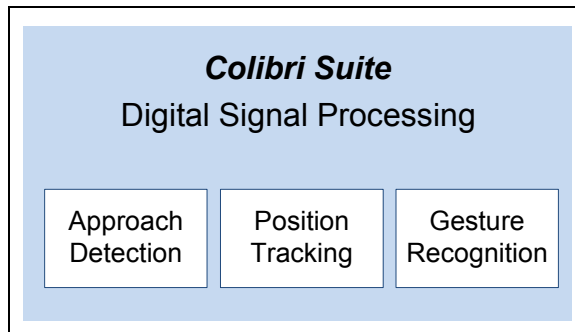 Colibri Suite
Digital Signal Processing
Approach
Detection
Position
Tracking
Gesture
Recognition